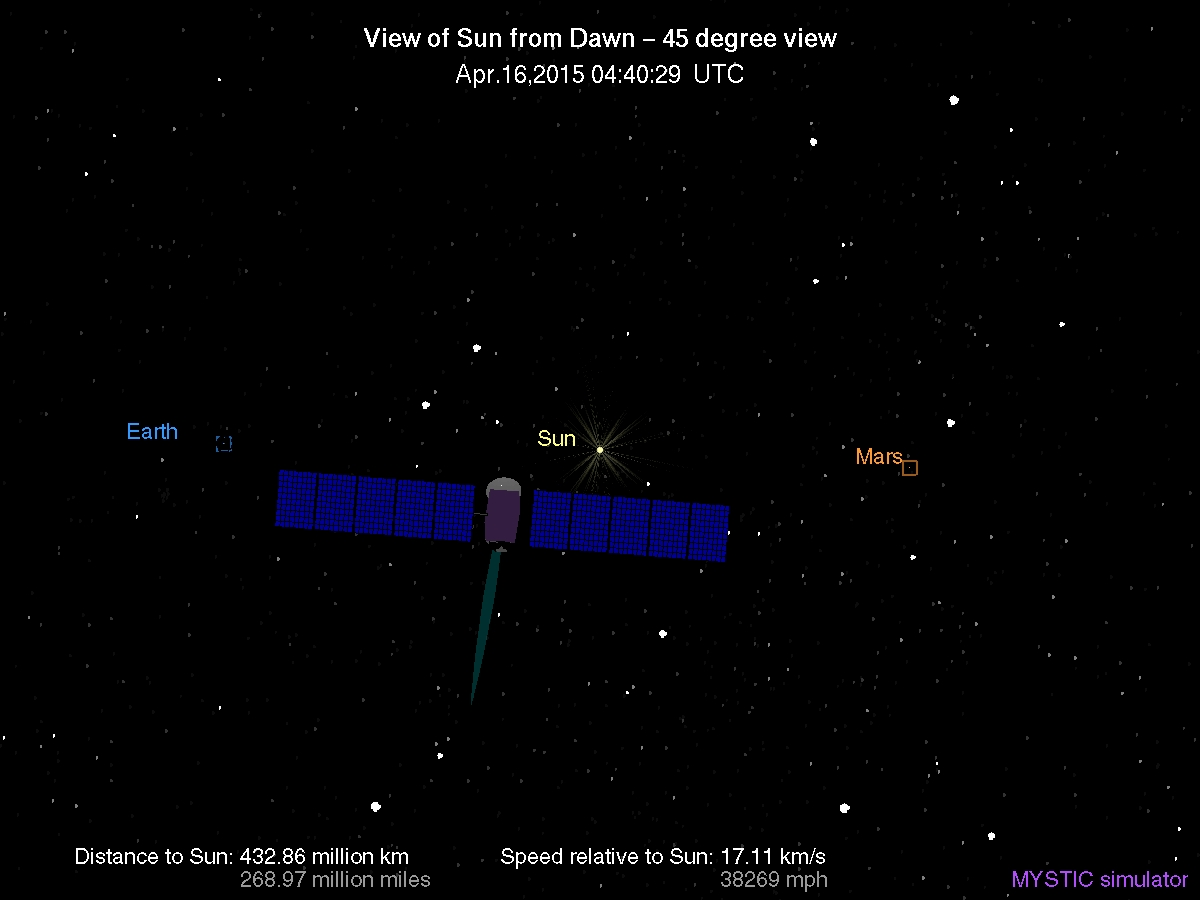 View of Sun from Dawn – 45 degree view
Apr.16,2015 04:40:29 UTC
Earth
Sun
Mars
Distance to Sun: 432.86 million km
268.97 million miles
Speed relative to Sun: 17.11 km/s
38269 mph
MYSTIC simulator